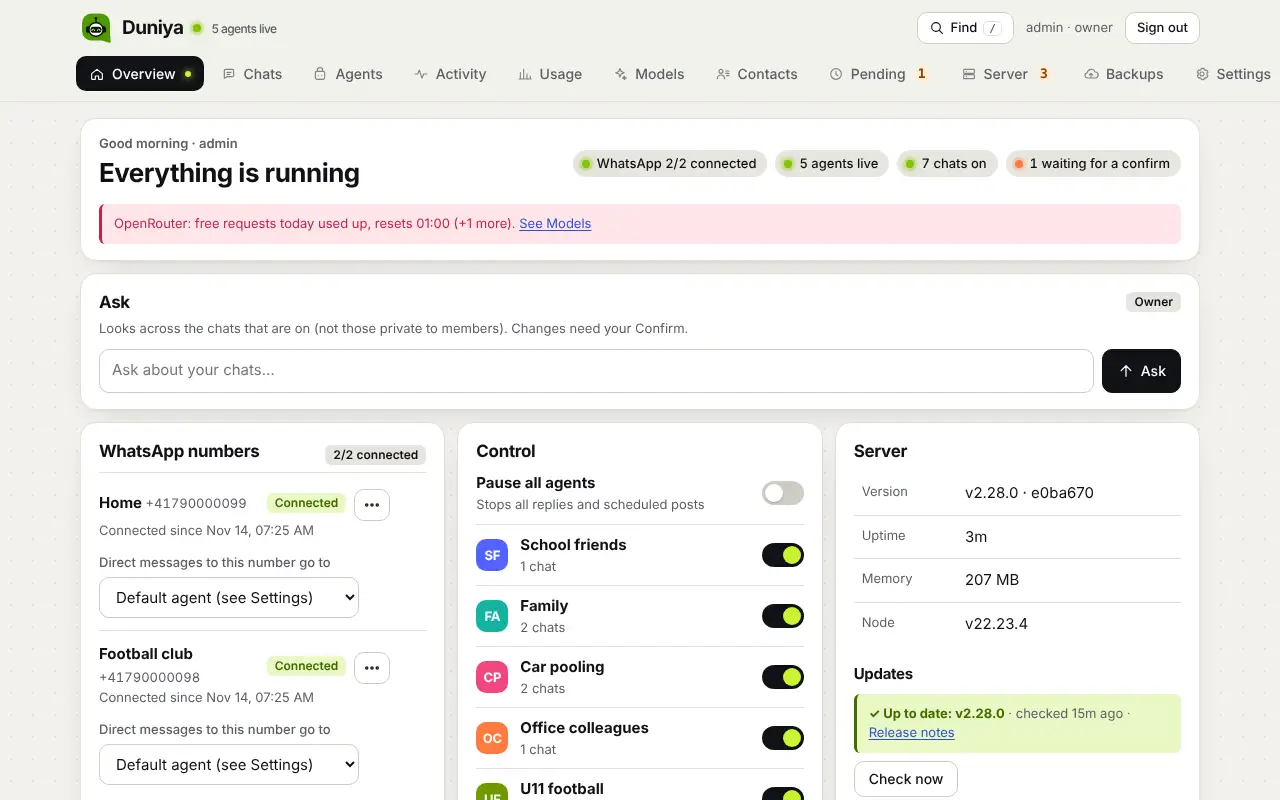 Duniya
5 agents live
Find /
admin · owner
Sign out
Overview
Chats
Agents
Activity
Usage
Models
Contacts
Pending 1
Server 3
Backups
Settings
Good morning · admin
Everything is running
WhatsApp 2/2 connected
5 agents live
7 chats on
1 waiting for a confirm
OpenRouter: free requests today used up, resets 01:00 (+1 more). See Models
Ask
Owner
Looks across the chats that are on (not those private to members). Changes need your Confirm.
Ask about your chats...
Ask
WhatsApp numbers
2/2 connected
Home +41790000099
Connected
Connected since Nov 14, 07:25 AM
Direct messages to this number go to
Default agent (see Settings)
Football club
+41790000098
Connected
Connected since Nov 14, 07:25 AM
Direct messages to this number go to
Default agent (see Settings)
Control
Pause all agents
Stops all replies and scheduled posts
SF
School friends
1 chat
FA
Family
2 chats
CP
Car pooling
2 chats
OC
Office colleagues
1 chat
U11 football
Server
Version v2.28.0 · e0ba670
Uptime 3m
Memory 207 MB
Node v22.23.4
Updates
✓ Up to date: v2.28.0 · checked 15m ago ·
Release notes
Check now